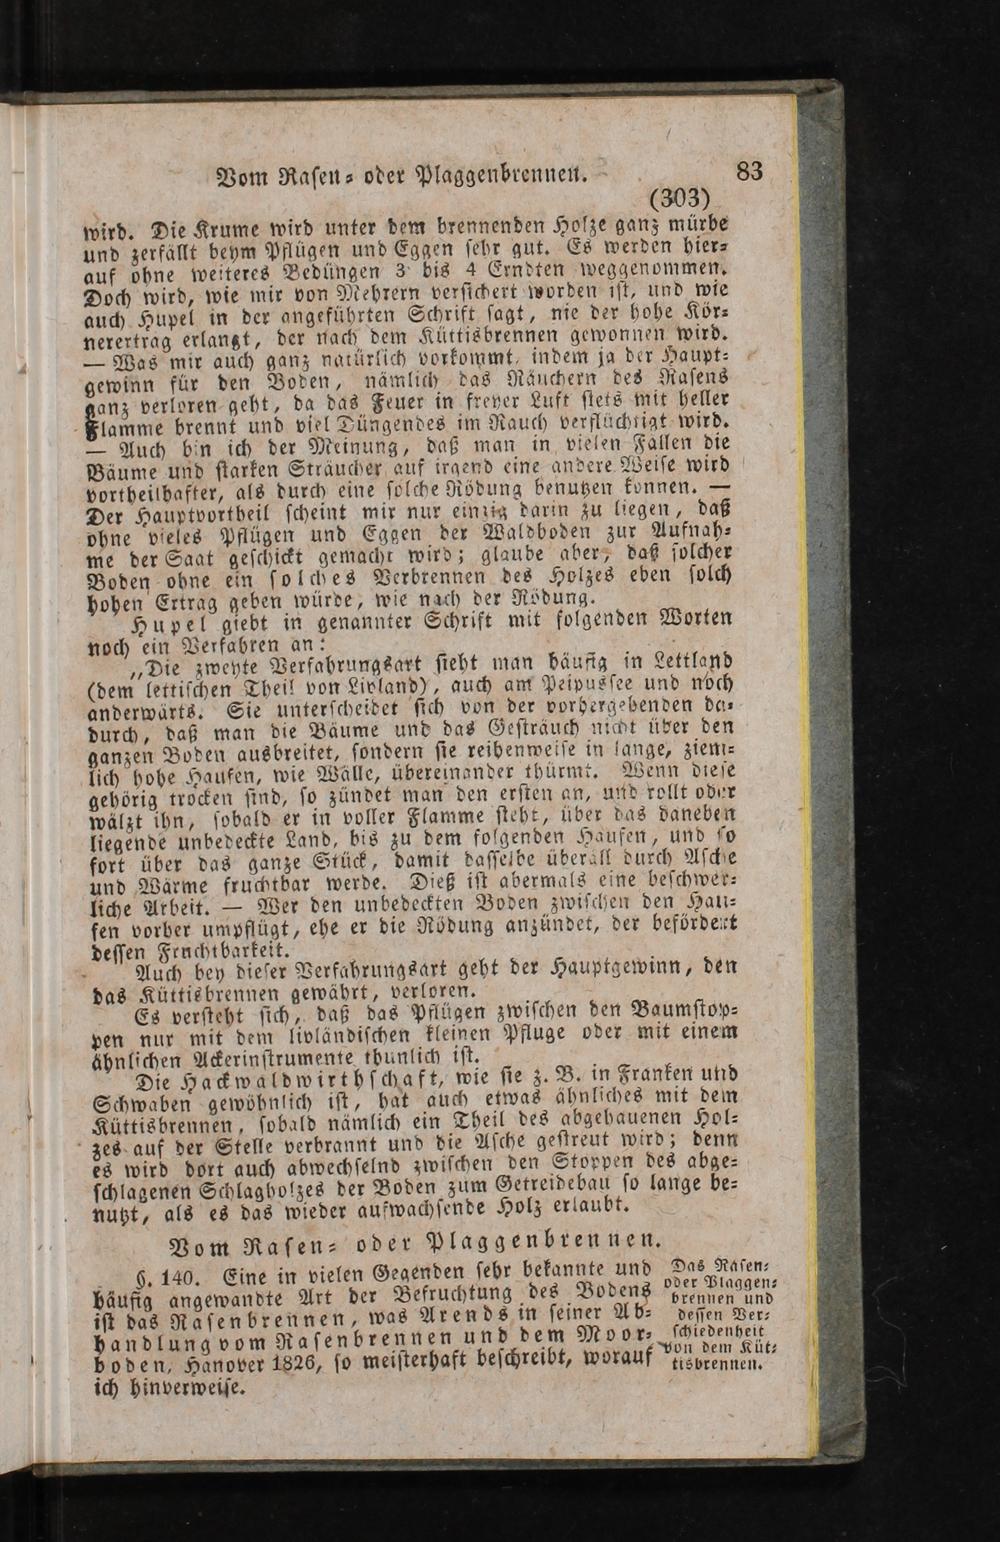 Vom Raſen- oder Plaggenbrennen. 83
(303)
wird. Die Krume wird unter dem brennenden Holze ganz mürbe
und zerfällt beym Pflügen und Eggen ſehr gut. Es werden hier-
auf ohne weiteres Bedüngen 3 bis 4 Erndten weggenommen.
Doch wird, wie mir von Mehrern verſichert worden iſt, und wie
auch Hupel in der angeführten Schrift ſagt, nie der hohe Kör-
nerertrag erlangt, der nach dem Küttisbrennen gewonnen wird.
— Was mir auch ganz natürlich vorkommt, indem ja der Haupt-
gewinn für den Boden, nämlich das Räuchern des Raſens
ganz verloren geht, da das Feuer in freyer Luft ſtets mit heller
Flamme brennt und viel Düngendes im Rauch verflüchtigt wird.
— Auch bin ich der Meinung, daß man in vielen Fällen die
Bäume und ſtarken Sträucher auf irgend eine andere Weiſe wird
vortheilhafter, als durch eine ſolche Rödung benutzen können. —
Der Hauptvortheil ſcheint mir nur einzig darin zu liegen, daß
ohne vieles Pflügen und Eggen der Waldboden zur Aufnah-
me der Saat geſchickt gemacht wird; glaube aber, daß ſolcher
Boden ohne ein ſolches Verbrennen des Holzes eben ſolch
hohen Ertrag geben würde, wie nach der Rödung.
Hupel giebt in genannter Schrift mit folgenden Worten
noch ein Verfahren an:
„Die zweyte Verfahrungsart ſieht man häufig in Lettland
(dem lettiſchen Theil von Livland), auch am Peipusſee und noch
anderwärts. Sie unterſcheidet ſich von der vorhergehenden da-
durch, daß man die Bäume und das Geſträuch nicht über den
ganzen Boden ausbreitet, ſondern ſie reihenweiſe in lange, ziem-
lich hohe Haufen, wie Wälle, übereinander thürmt. Wenn dieſe
gehörig trocken ſind, ſo zündet man den erſten an, und rollt oder
wälzt ihn, ſobald er in voller Flamme ſteht, über das daneben
liegende unbedeckte Land, bis zu dem folgenden Haufen, und ſo
fort über das ganze Stück, damit daſſelbe überall durch Aſche
und Wärme fruchtbar werde. Dieß iſt abermals eine beſchwer-
liche Arbeit. — Wer den unbedeckten Boden zwiſchen den Hau-
fen vorher umpflügt, ehe er die Rödung anzündet, der befördert
deſſen Fruchtbarkeit.
Auch bey dieſer Verfahrungsart geht der Hauptgewinn, den
das Küttisbrennen gewährt, verloren.
Es verſteht ſich, daß das Pflügen zwiſchen den Baumſtop-
pen nur mit dem livländiſchen kleinen Pfluge oder mit einem
ähnlichen Ackerinſtrumente thunlich iſt.
Die Hackwaldwirthſchaft, wie ſie z. B. in Franken und
Schwaben gewöhnlich iſt, hat auch etwas ähnliches mit dem
Küttisbrennen, ſobald nämlich ein Theil des abgehauenen Hol-
zes auf der Stelle verbrannt und die Aſche geſtreut wird; denn
es wird dort auch abwechſelnd zwiſchen den Stoppen des abge-
ſchlagenen Schlagholzes der Boden zum Getreidebau ſo lange be-
nutzt, als es das wieder aufwachſende Holz erlaubt.
Vom Raſen- oder Plaggenbrennen.
§. 140. Eine in vielen Gegenden ſehr bekannte und
häufig angewandte Art der Befruchtung des Bodens
iſt das Raſenbrennen, was Arends in ſeiner Ab-
handlung vom Raſenbrennen und dem Moor-
boden, Hanover 1826, ſo meiſterhaft beſchreibt, worauf
ich hinverweiſe.
Das Raſen-
oder Plaggen-
brennen und
deſſen Ver-
ſchiedenheit
von dem Küt-
tisbrennen.